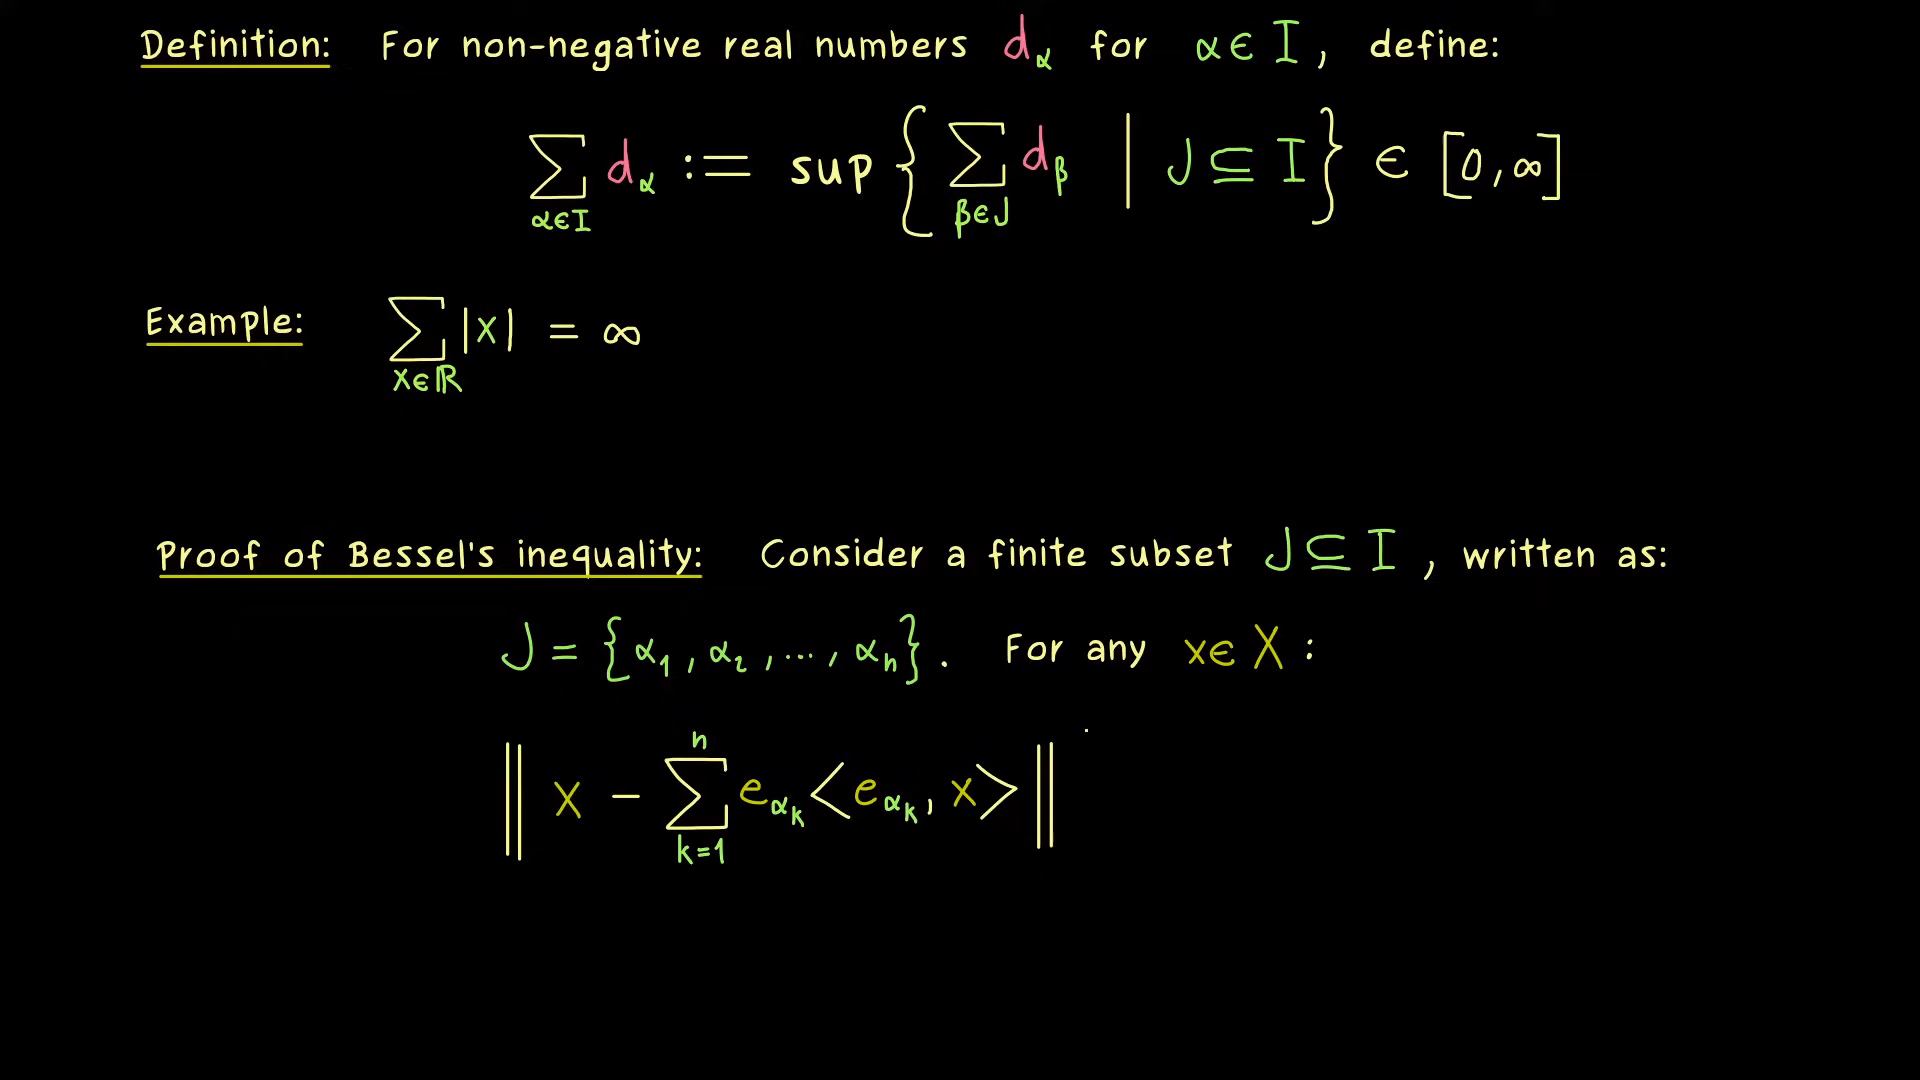 Definition: For non-negative real numbers d_α for α∈I, define:
∑_{α∈I} d_α := sup { ∑_{β∈J} d_β | J ⊆ I } ∈ [0,∞]
Example: ∑_{x∈ℝ} |x| = ∞
Proof of Bessel's inequality: Consider a finite subset J ⊆ I, written as:
J = {α_1, α_2, ..., α_n}. For any x∈X:
‖ x − ∑_{k=1}^{n} e_{α_k} <e_{α_k}, x> ‖